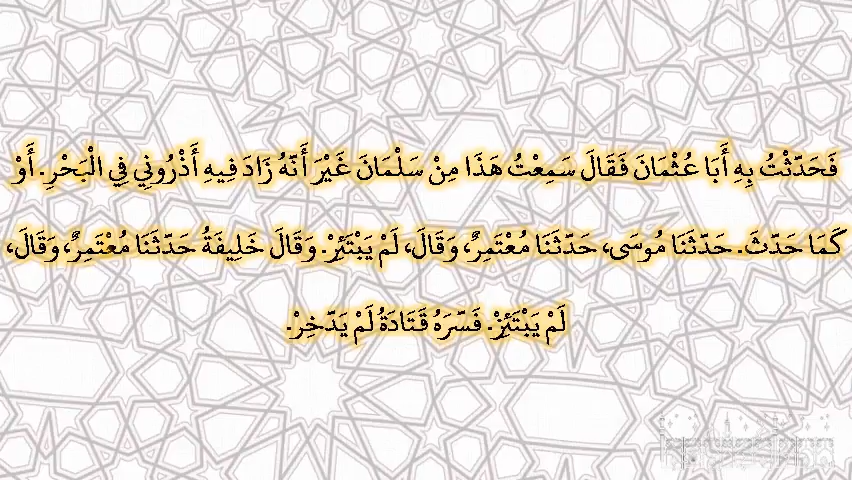 فَحَدّثْتُ بِهِ أَبَا عُثْمَانَ فَقَالَ سَمِعْتُ هَذَا مِنْ سَلْمَانَ غَيْرَ أَنّهُ زَادَ فِيهِ أَذْرُونِي فِي الْبَحْرِ. أَوْ
كَمَا حَدّثَ. حَدّثَنَا مُوسَى، حَدّثَنَا مُعْتَمِرٌ، وَقَالَ، لَمْ يَبْتَئِرْ. وَقَالَ خَلِيفَةُ حَدّثَنَا مُعْتَمِرٌ، وَقَالَ،
لَمْ يَبْتَئِزْ. فَسّرَهُ قَتَادَةُ لَمْ يَدّخِرْ.